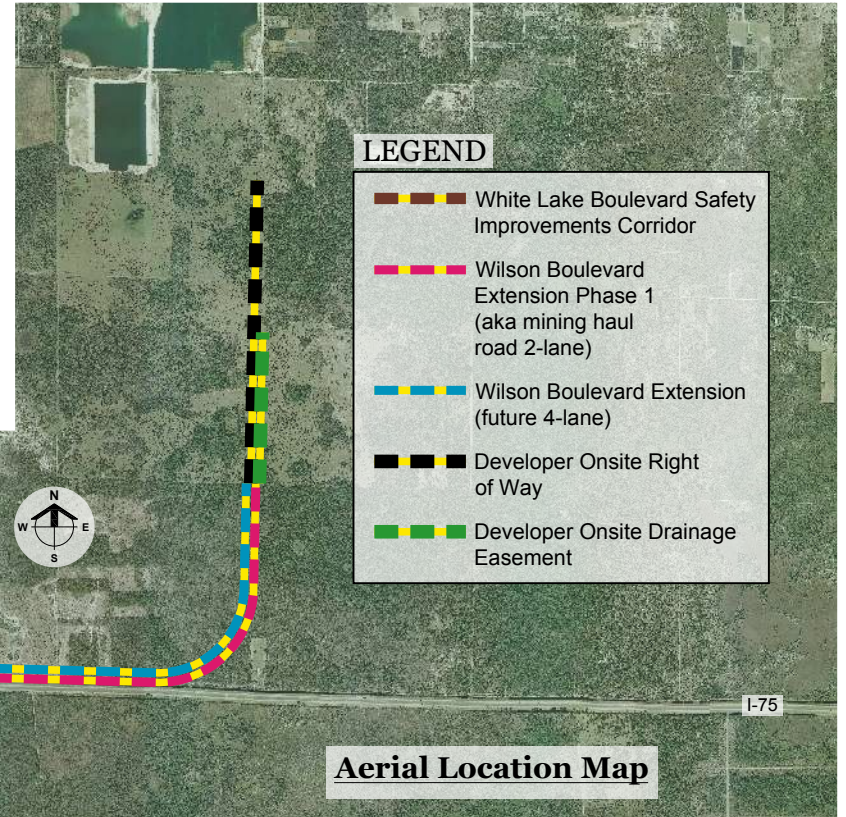 LEGEND
White Lake Boulevard Safety
Improvements Corridor
Wilson Boulevard
Extension Phase 1
(aka mining haul
road 2-lane)
Wilson Boulevard Extension
(future 4-lane)
Developer Onsite Right
of Way
Developer Onsite Drainage
Easement
N
W E
S
I-75
Aerial Location Map